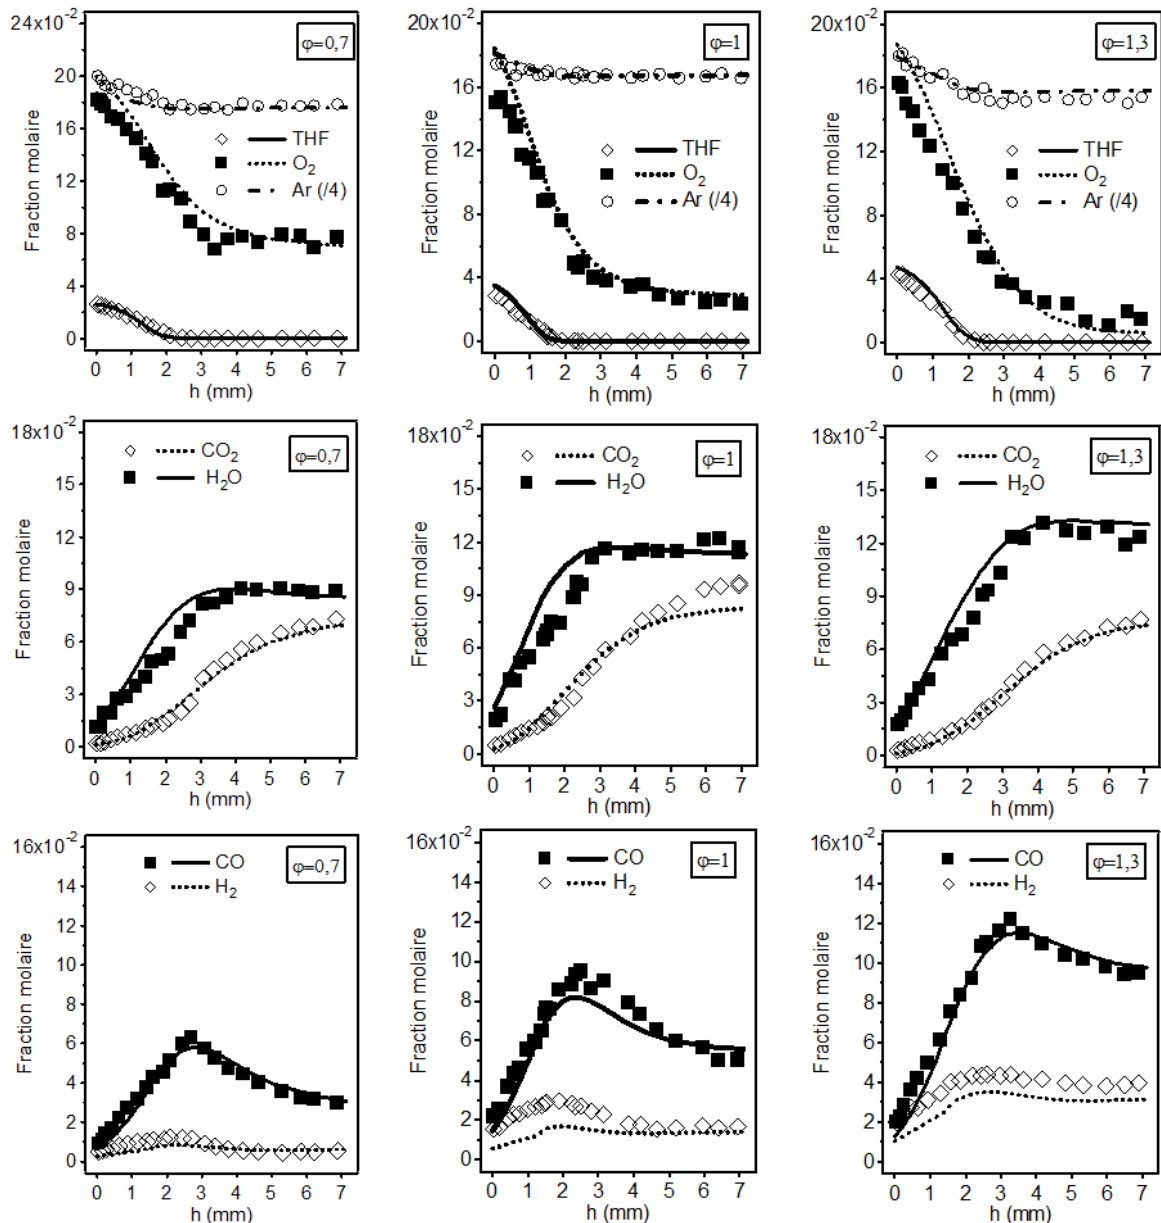 24x10⁻²
φ=0,7
20
16
12
8
4
0
THF
O₂
Ar (/4)
Fraction molaire
0 1 2 3 4 5 6 7
h (mm)
20x10⁻²
φ=1
16
12
8
4
0
THF
O₂
Ar (/4)
Fraction molaire
0 1 2 3 4 5 6 7
h (mm)
20x10⁻²
φ=1,3
16
12
8
4
0
THF
O₂
Ar (/4)
Fraction molaire
0 1 2 3 4 5 6 7
h (mm)
18x10⁻²
φ=0,7
15
12
9
6
3
0
CO₂
H₂O
Fraction molaire
0 1 2 3 4 5 6 7
h (mm)
18x10⁻²
φ=1
15
12
9
6
3
0
CO₂
H₂O
Fraction molaire
0 1 2 3 4 5 6 7
h (mm)
18x10⁻²
φ=1,3
15
12
9
6
3
0
CO₂
H₂O
Fraction molaire
0 1 2 3 4 5 6 7
h (mm)
16x10⁻²
φ=0,7
14
12
10
8
6
4
2
0
CO
H₂
Fraction molaire
0 1 2 3 4 5 6 7
h (mm)
16x10⁻²
φ=1
14
12
10
8
6
4
2
0
CO
H₂
Fraction molaire
0 1 2 3 4 5 6 7
h (mm)
16x10⁻²
φ=1,3
14
12
10
8
6
4
2
0
CO
H₂
Fraction molaire
0 1 2 3 4 5 6 7
h (mm)